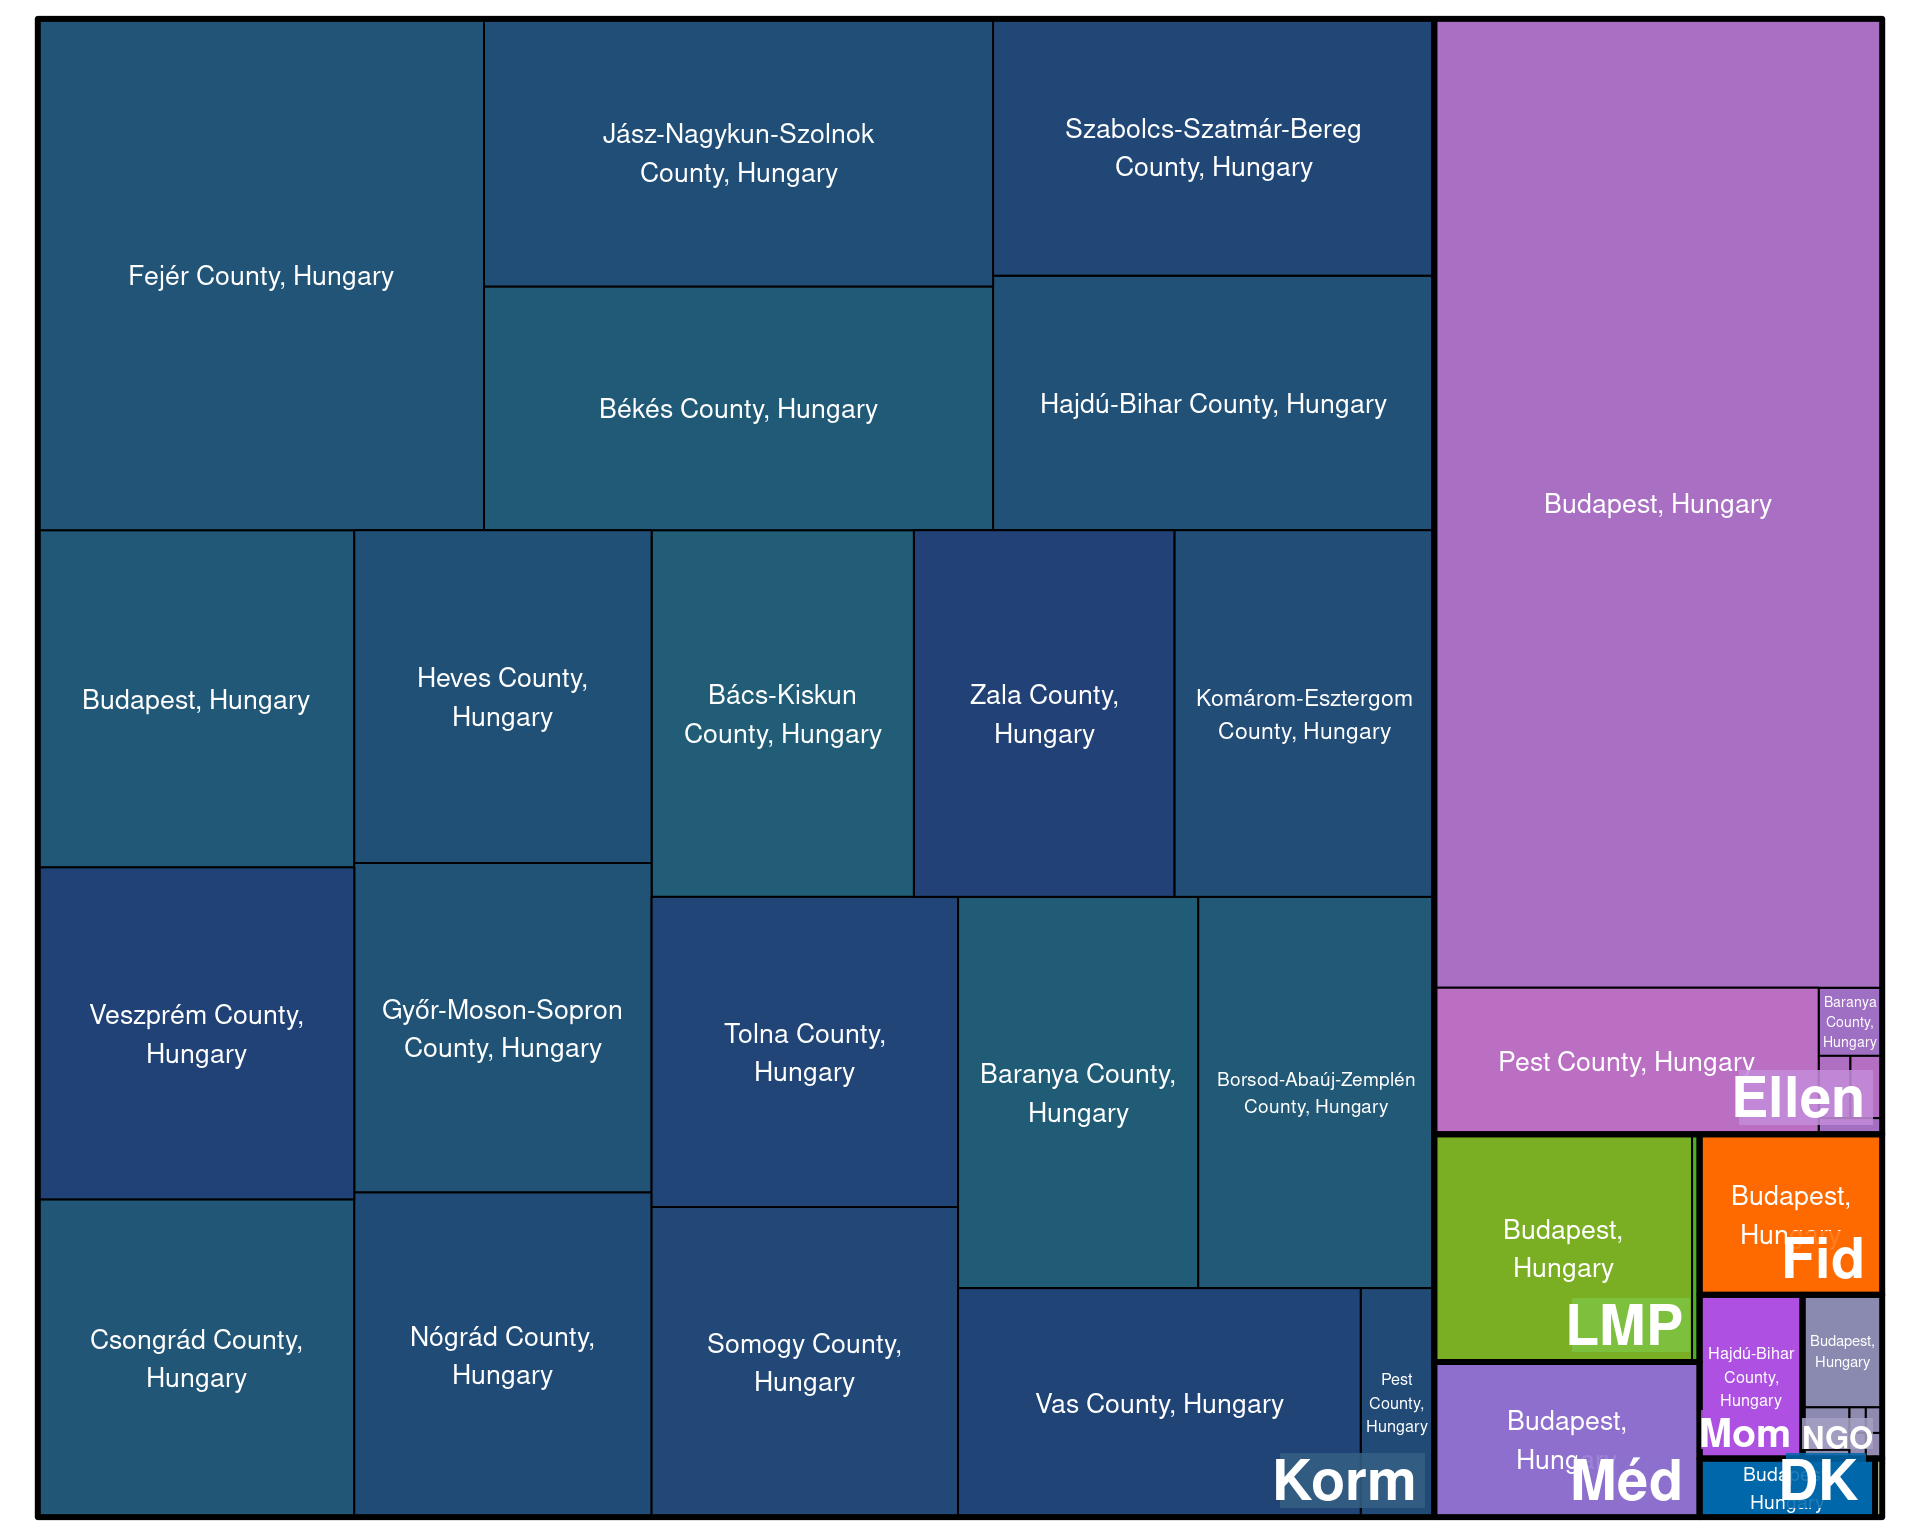 Fejér County, Hungary
Jász-Nagykun-Szolnok
County, Hungary
Szabolcs-Szatmár-Bereg
County, Hungary
Békés County, Hungary
Hajdú-Bihar County, Hungary
Budapest, Hungary
Heves County,
Hungary
Bács-Kiskun
County, Hungary
Zala County,
Hungary
Komárom-Esztergom
County, Hungary
Veszprém County,
Hungary
Győr-Moson-Sopron
County, Hungary
Tolna County,
Hungary
Baranya County,
Hungary
Borsod-Abaúj-Zemplén
County, Hungary
Csongrád County,
Hungary
Nógrád County,
Hungary
Somogy County,
Hungary
Vas County, Hungary
Pest
County,
Hungary
Korm
Budapest, Hungary
Pest County, Hungary
Baranya
County,
Hungary
Ellen
Budapest,
Hungary
LMP
Budapest,
Hungary
Fid
Budapest,
Hungary
Méd
Hajdú-Bihar
County,
Hungary
Mom
Budapest,
Hungary
NGO
Budapest,
Hungary
DK